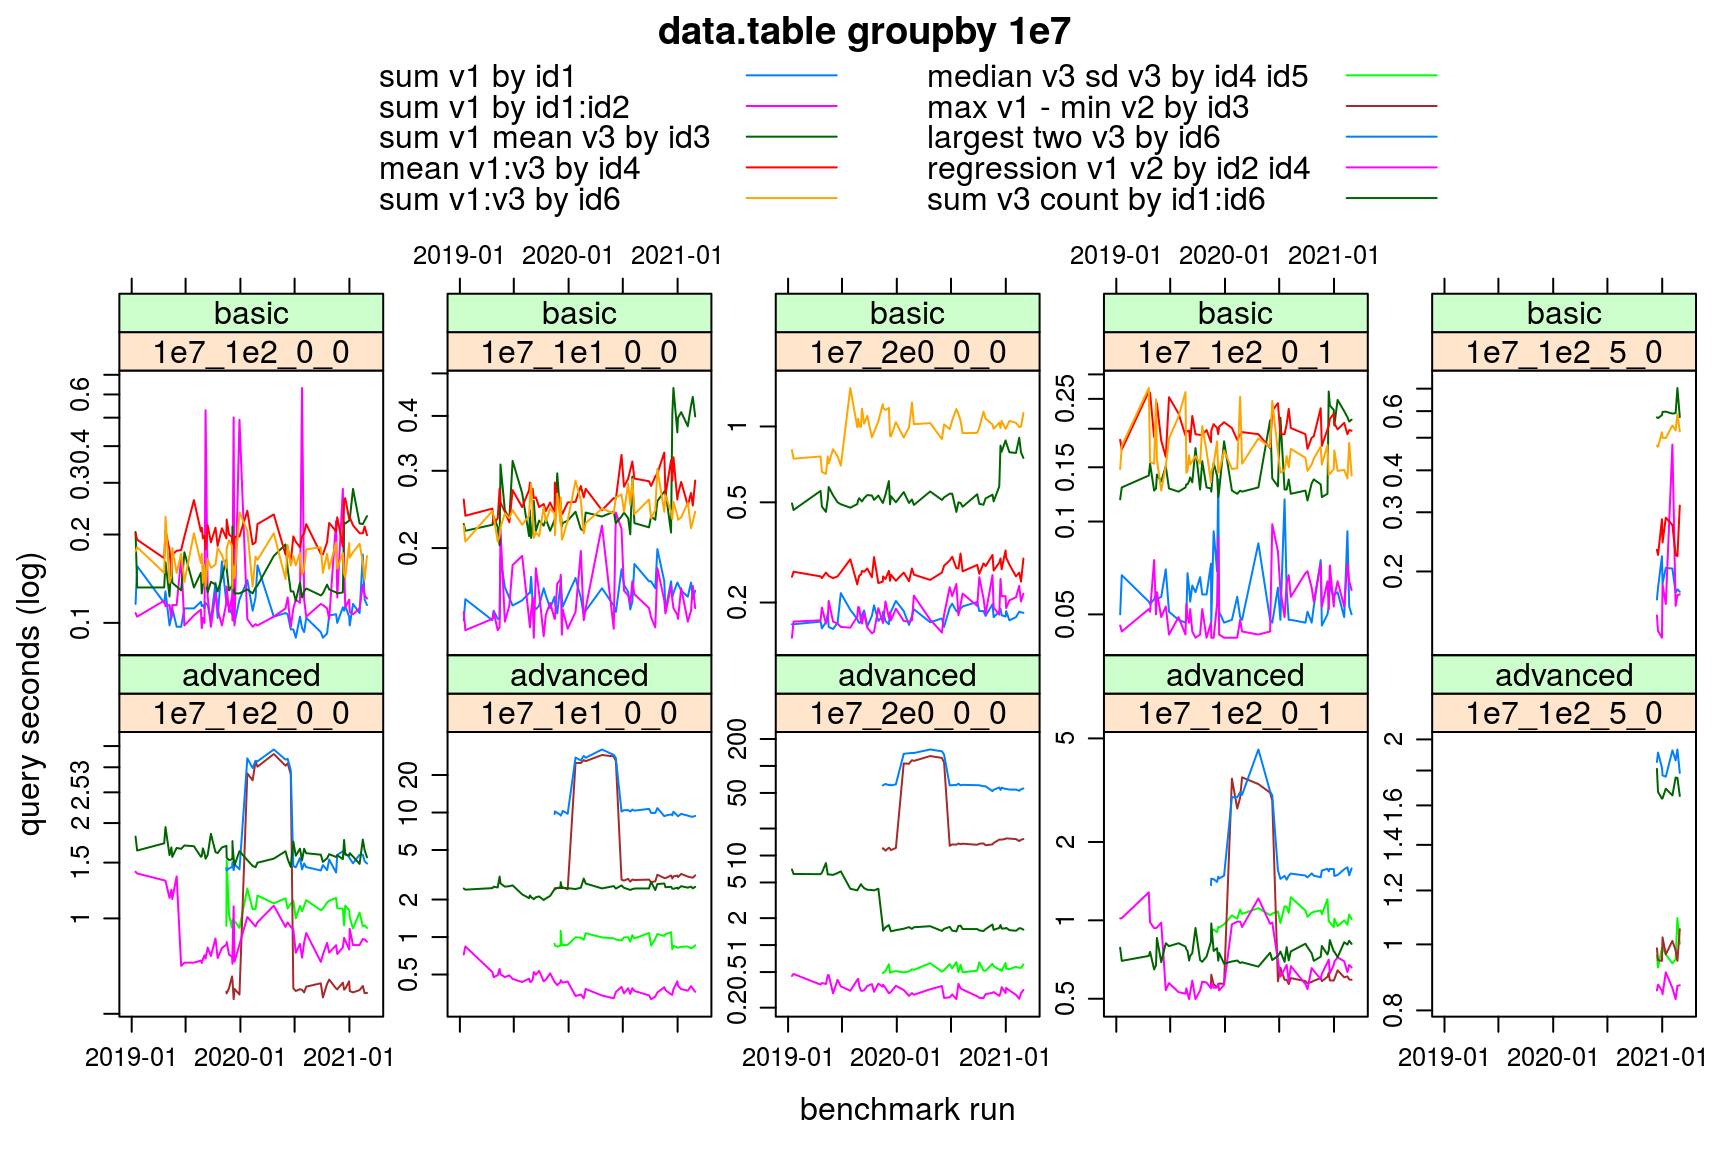 data.table groupby 1e7
sum v1 by id1
sum v1 by id1:id2
sum v1 mean v3 by id3
mean v1:v3 by id4
sum v1:v3 by id6
median v3 sd v3 by id4 id5
max v1 - min v2 by id3
largest two v3 by id6
regression v1 v2 by id2 id4
sum v3 count by id1:id6
2019-01 2020-01 2021-01
2019-01 2020-01 2021-01
basic
1e7_1e2_0_0
0.1 0.2 0.3 0.4 0.6
basic
1e7_1e1_0_0
0.2 0.3 0.4
basic
1e7_2e0_0_0
0.2 0.5 1
basic
1e7_1e2_0_1
0.05 0.1 0.15 0.25
basic
1e7_1e2_5_0
0.2 0.3 0.4 0.6
advanced
1e7_1e2_0_0
1 1.5 2 2.5 3
advanced
1e7_1e1_0_0
0.5 1 2 5 10 20
advanced
1e7_2e0_0_0
0.2 0.5 1 2 5 10 50 200
advanced
1e7_1e2_0_1
0.5 1 2 5
advanced
1e7_1e2_5_0
0.8 1 1.2 1.4 1.6 2
query seconds (log)
2019-01 2020-01 2021-01
2019-01 2020-01 2021-01
2019-01 2020-01 2021-01
benchmark run